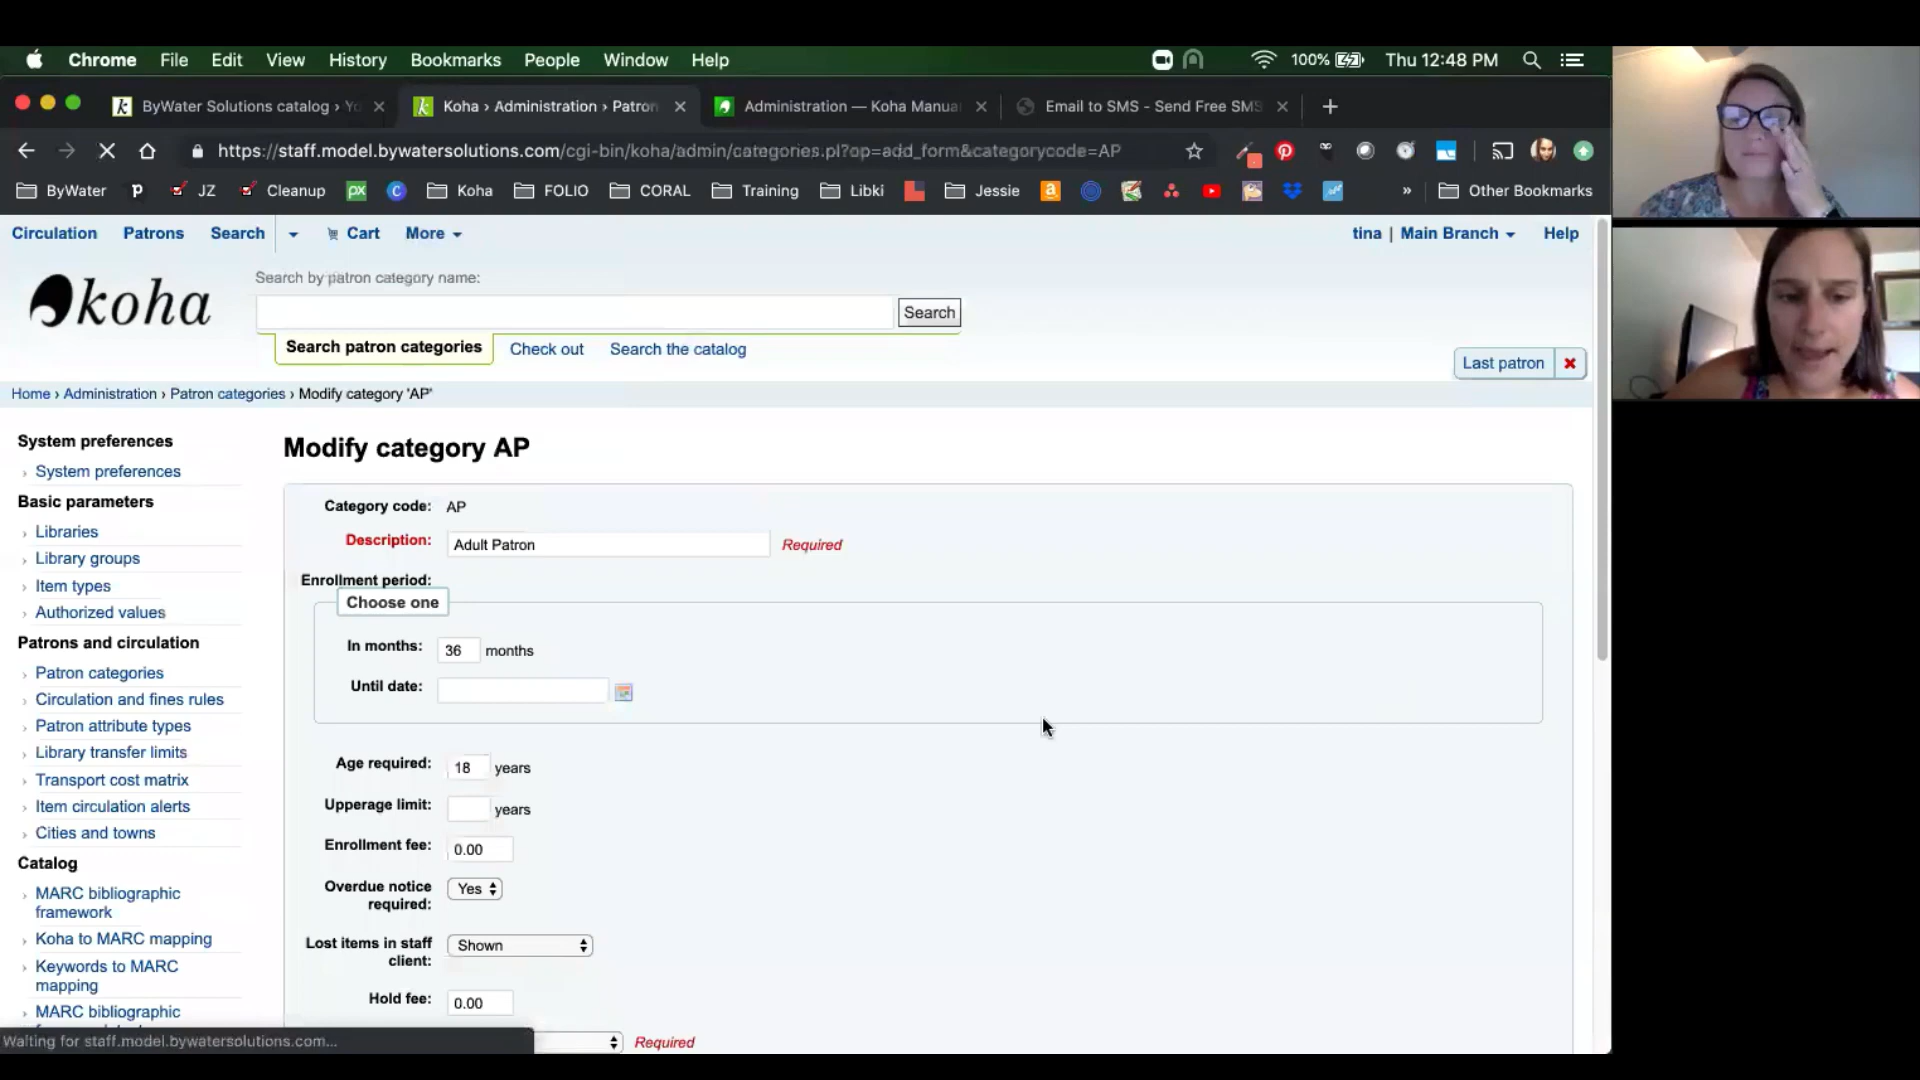 Chrome File Edit View History Bookmarks People Window Help 100% Thu 12:48 PM
ByWater Solutions catalog › Yo Koha › Administration › Patron Administration — Koha Manua Email to SMS - Send Free SMS
https://staff.model.bywatersolutions.com/cgi-bin/koha/admin/categories.pl?op=add_form&categorycode=AP
ByWater JZ Cleanup Koha FOLIO CORAL Training Libki Jessie » Other Bookmarks
Circulation Patrons Search Cart More tina | Main Branch Help
Search by patron category name:
koha
Search
Search patron categories Check out Search the catalog
Last patron
Home › Administration › Patron categories › Modify category 'AP'
System preferences
System preferences
Basic parameters
Libraries
Library groups
Item types
Authorized values
Patrons and circulation
Patron categories
Circulation and fines rules
Patron attribute types
Library transfer limits
Transport cost matrix
Item circulation alerts
Cities and towns
Catalog
MARC bibliographic
framework
Koha to MARC mapping
Keywords to MARC
mapping
MARC bibliographic
Modify category AP
Category code: AP
Description: Adult Patron Required
Enrollment period:
Choose one
In months: 36 months
Until date:
Age required: 18 years
Upperage limit: years
Enrollment fee: 0.00
Overdue notice
required: Yes
Lost items in staff
client: Shown
Hold fee: 0.00
Required
Waiting for staff.model.bywatersolutions.com...